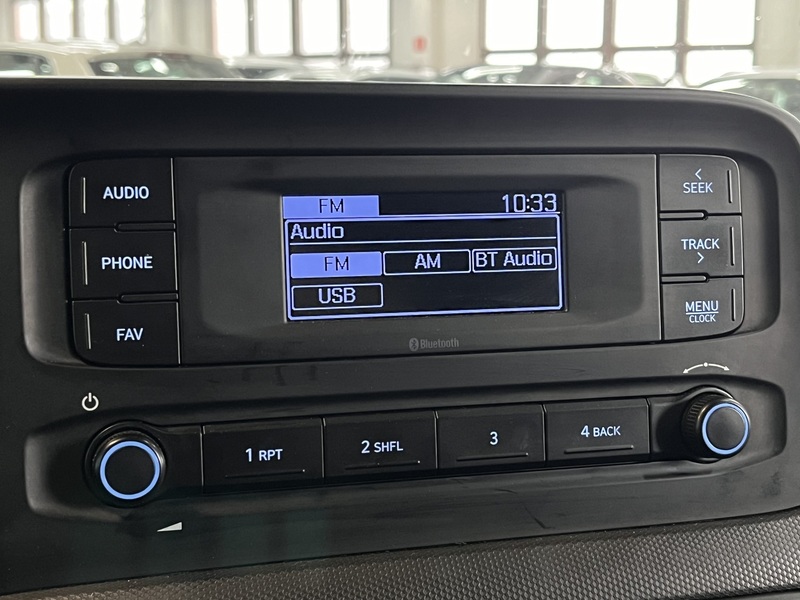 AUDIO
PHONE
FAV
FM 10:33
Audio
FM AM BT Audio
USB
Bluetooth
< SEEK
TRACK >
MENU
CLOCK
1 RPT
2 SHFL
3
4 BACK